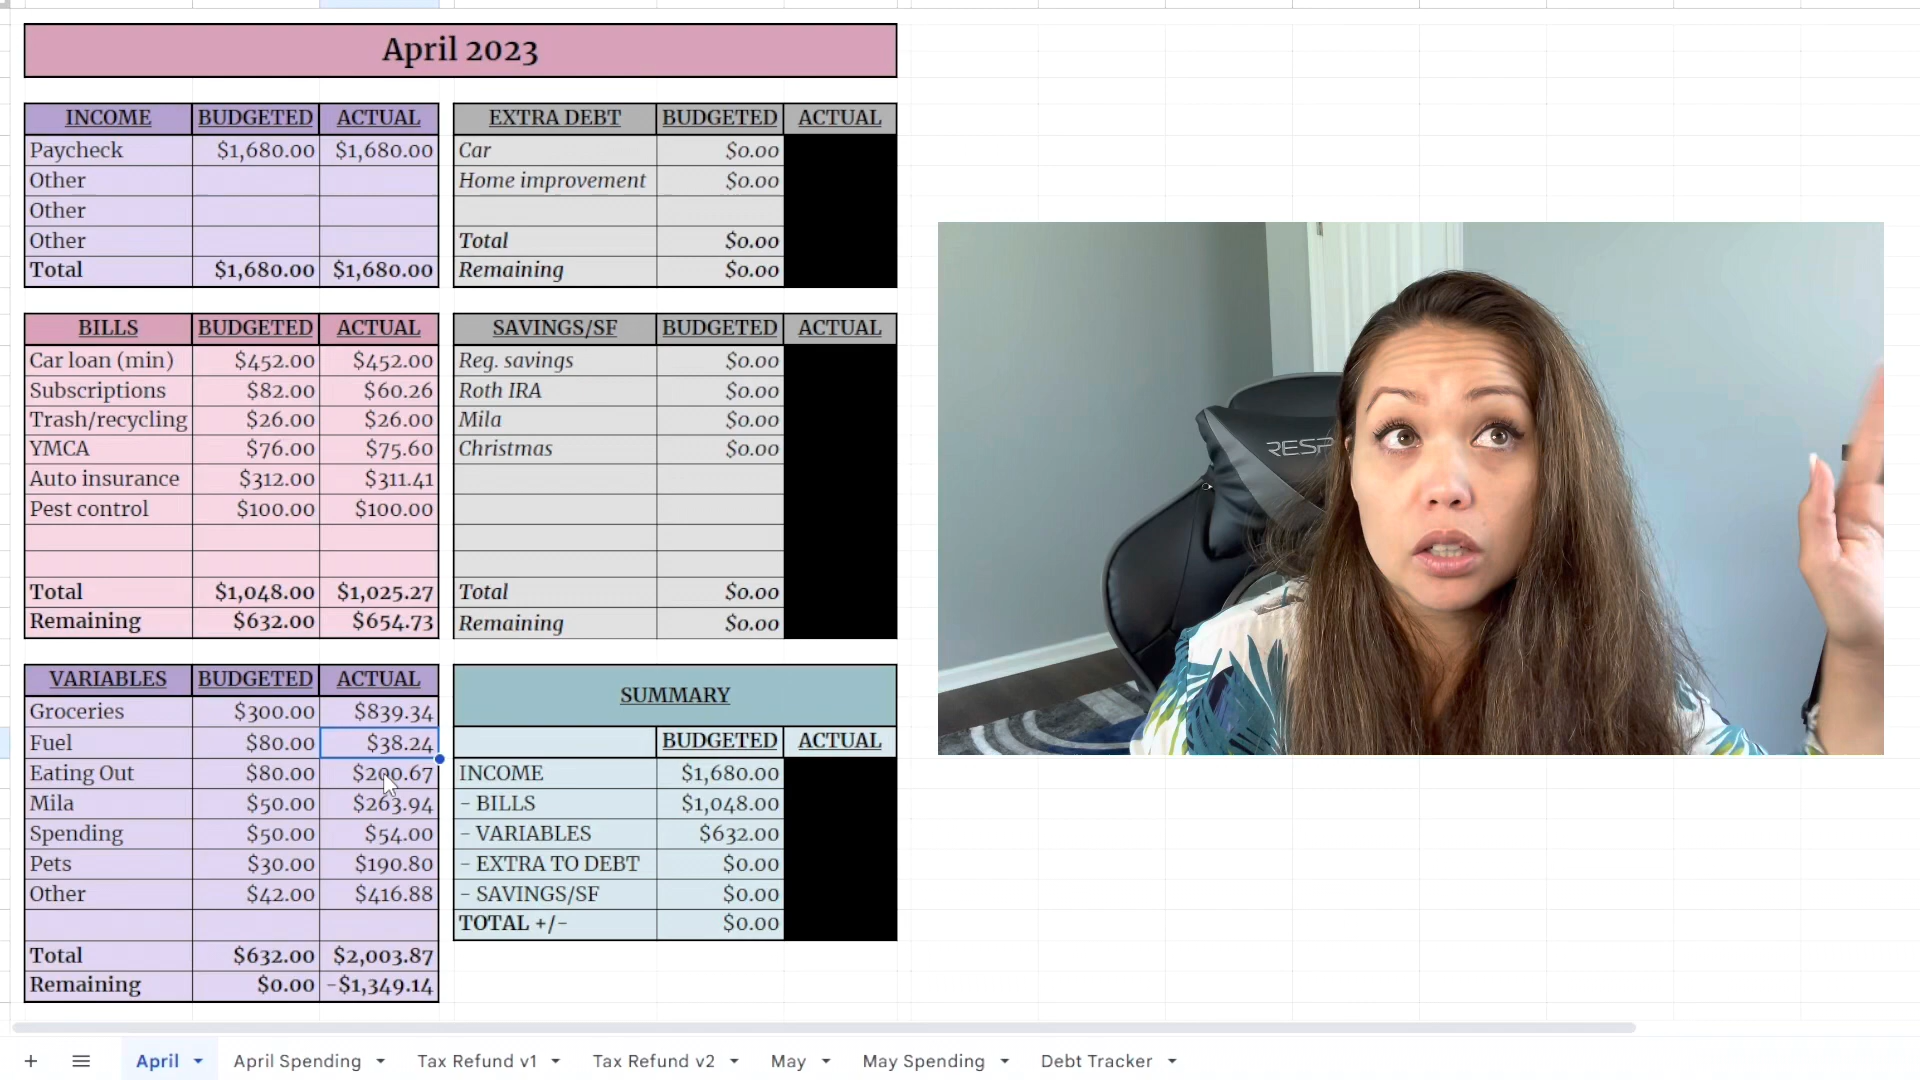 April 2023
INCOME BUDGETED ACTUAL
Paycheck $1,680.00 $1,680.00
Other
Other
Other
Total $1,680.00 $1,680.00
EXTRA DEBT BUDGETED ACTUAL
Car $0.00
Home improvement $0.00
Total $0.00
Remaining $0.00
BILLS BUDGETED ACTUAL
Car loan (min) $452.00 $452.00
Subscriptions $82.00 $60.26
Trash/recycling $26.00 $26.00
YMCA $76.00 $75.60
Auto insurance $312.00 $311.41
Pest control $100.00 $100.00
Total $1,048.00 $1,025.27
Remaining $632.00 $654.73
SAVINGS/SF BUDGETED ACTUAL
Reg. savings $0.00
Roth IRA $0.00
Mila $0.00
Christmas $0.00
Total $0.00
Remaining $0.00
VARIABLES BUDGETED ACTUAL
Groceries $300.00 $839.34
Fuel $80.00 $38.24
Eating Out $80.00 $200.67
Mila $50.00 $263.94
Spending $50.00 $54.00
Pets $30.00 $190.80
Other $42.00 $416.88
Total $632.00 $2,003.87
Remaining $0.00 -$1,349.14
SUMMARY
BUDGETED ACTUAL
INCOME $1,680.00
- BILLS $1,048.00
- VARIABLES $632.00
- EXTRA TO DEBT $0.00
- SAVINGS/SF $0.00
TOTAL +/- $0.00
RESP
+ April April Spending Tax Refund v1 Tax Refund v2 May May Spending Debt Tracker